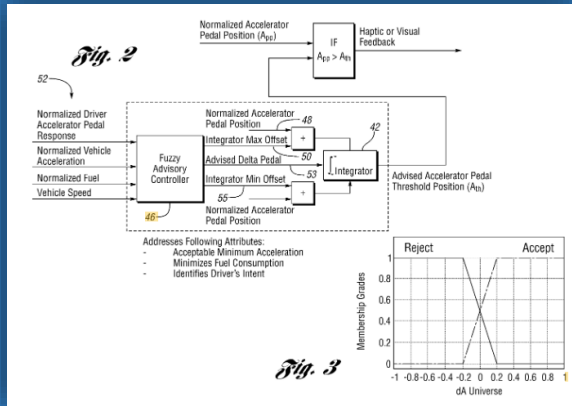 Fig. 2
52
Normalized Accelerator
Pedal Position (App)
IF
App > Ath
Haptic or Visual
Feedback
Normalized Driver
Accelerator Pedal
Response
Normalized Vehicle
Acceleration
Normalized Fuel
Vehicle Speed
Fuzzy
Advisory
Controller
46
Normalized Accelerator
Pedal Position
48
+
Integrator Max Offset
50
Advised Delta Pedal
53
Integrator Min Offset
55
+
Normalized Accelerator
Pedal Position
42
Integrator
Advised Accelerator Pedal
Threshold Position (Ath)
Addresses Following Attributes:
- Acceptable Minimum Acceleration
- Minimizes Fuel Consumption
- Identifies Driver's Intent
Fig. 3
Reject
Accept
Membership Grades
1
0.8
0.6
0.4
0.2
0
-1 -0.8 -0.6 -0.4 -0.2 0 0.2 0.4 0.6 0.8 1
dA Universe